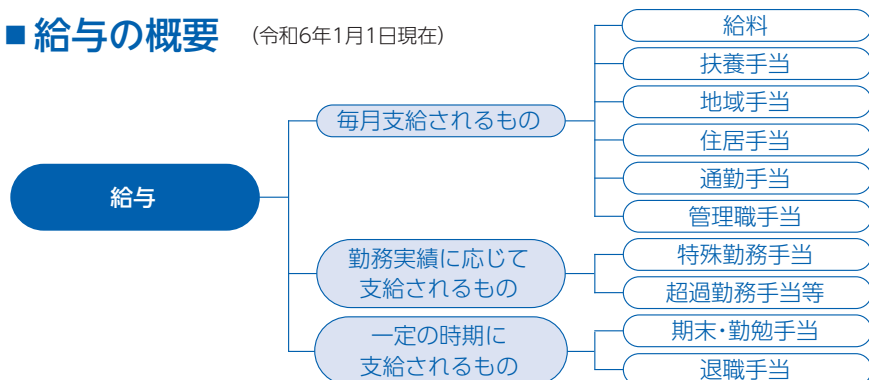 ■給与の概要 (令和6年1月1日現在)
給与
毎月支給されるもの
給料
扶養手当
地域手当
住居手当
通勤手当
管理職手当
勤務実績に応じて
支給されるもの
特殊勤務手当
超過勤務手当等
一定の時期に
支給されるもの
期末・勤勉手当
退職手当